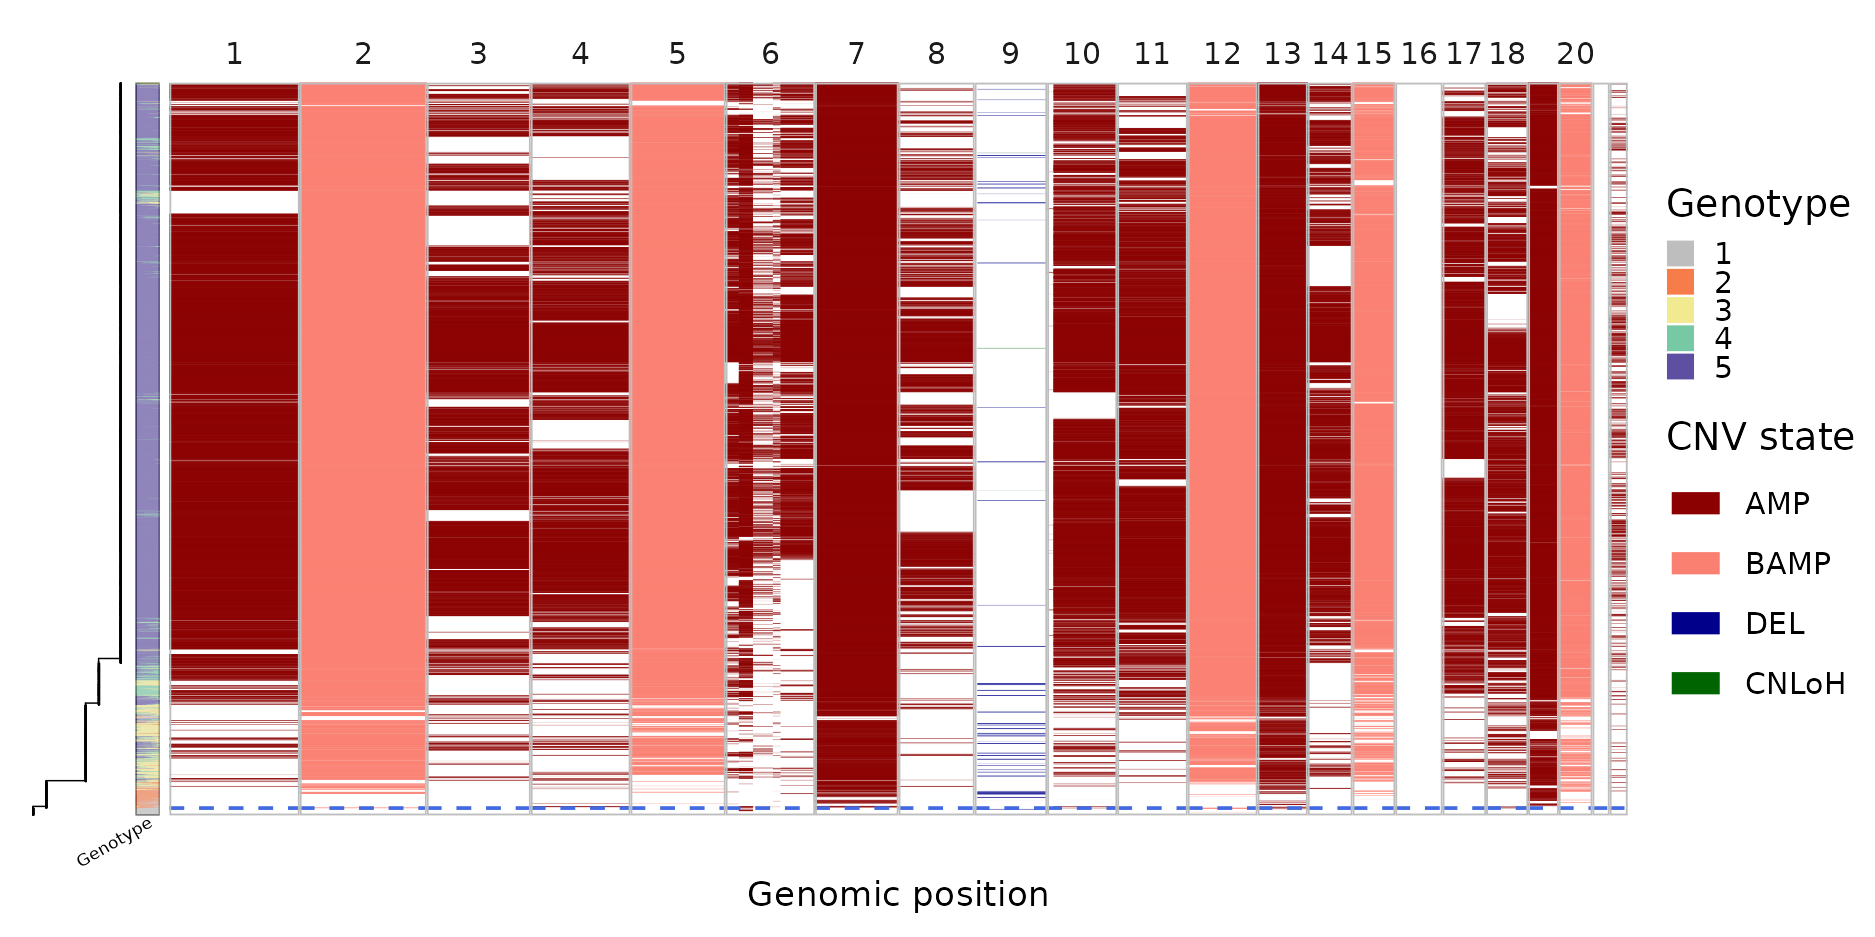 1 2 3 4 5 6 7 8 9 10 11 12 13 14 15 16 17 18 20
Genotype
1
2
3
4
5
CNV state
AMP
BAMP
DEL
CNLoH
Genotype
Genomic position